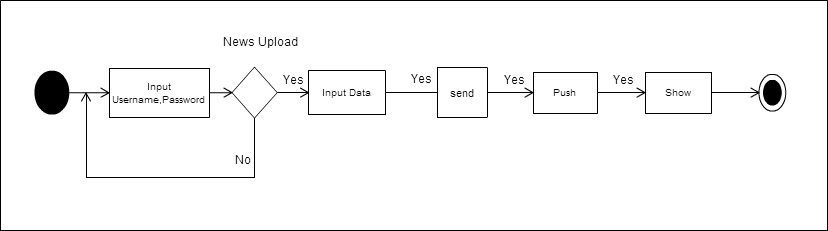 News Upload
Input
Username,Password
Yes
Input Data
Yes
send
Yes
Push
Yes
Show
No